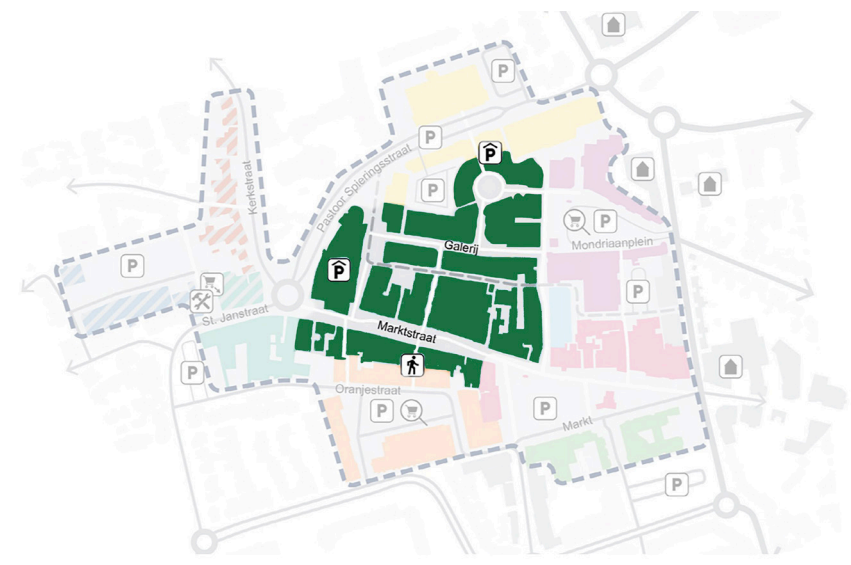 P
P
P
Pastoor Spieringsstraat
Kerkstraat
P
P
Galerij
Mondriaanplein
P
P
P
St. Janstraat
Marktstraat
P
Oranjestraat
P
P
Markt
P